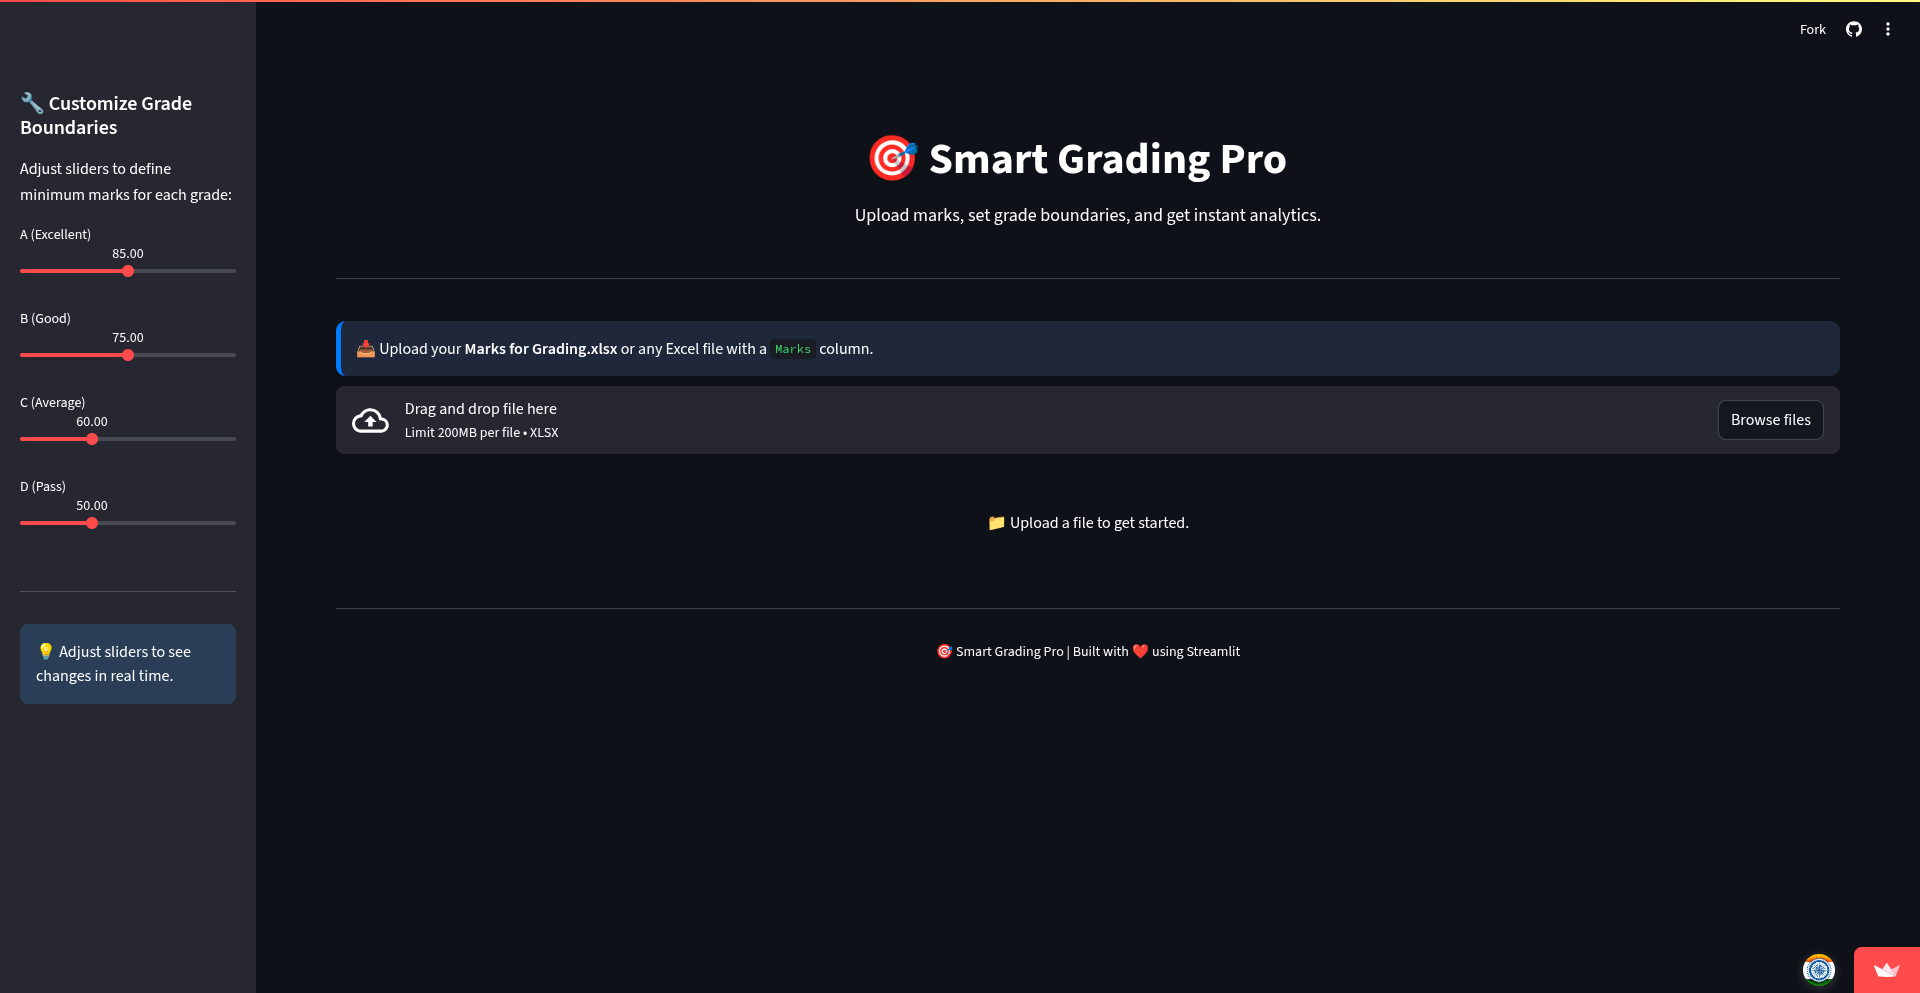 Fork
🔧 Customize Grade
Boundaries
Adjust sliders to define
minimum marks for each grade:
A (Excellent)
85.00
B (Good)
75.00
C (Average)
60.00
D (Pass)
50.00
💡 Adjust sliders to see
changes in real time.
🎯 Smart Grading Pro
Upload marks, set grade boundaries, and get instant analytics.
📥 Upload your Marks for Grading.xlsx or any Excel file with a Marks column.
Drag and drop file here
Limit 200MB per file • XLSX
Browse files
📁 Upload a file to get started.
🎯 Smart Grading Pro | Built with ❤️ using Streamlit